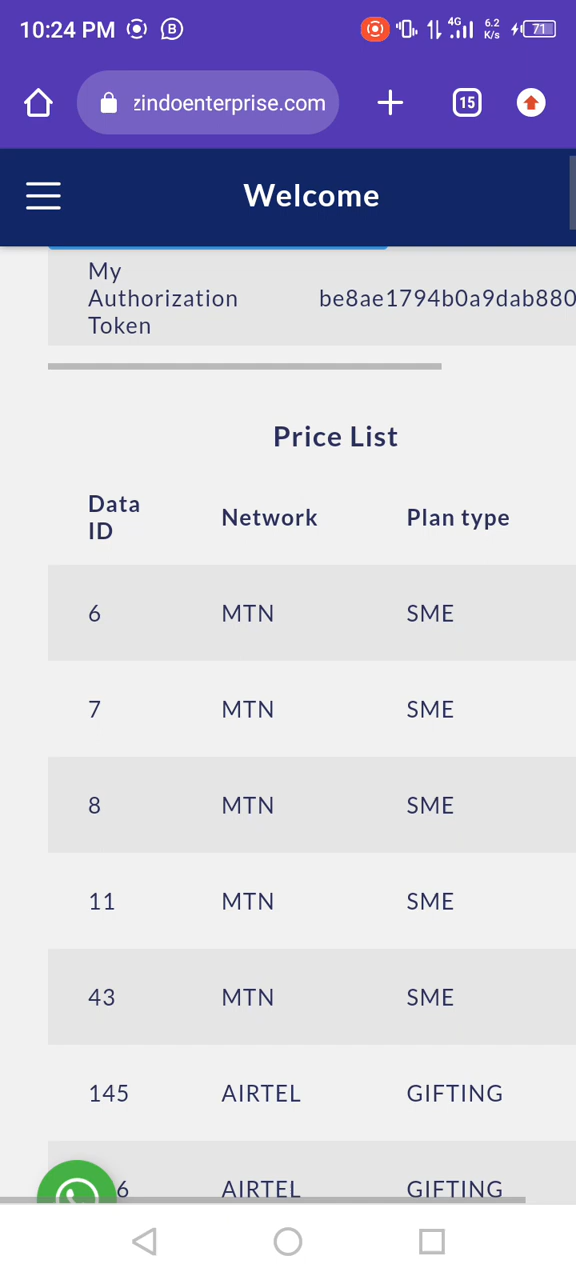 10:24 PM B 4G 6.2 K/s 71
zindoenterprise.com 15
Welcome
My
Authorization
Token
be8ae1794b0a9dab880
Price List
Data ID Network Plan type
6 MTN SME
7 MTN SME
8 MTN SME
11 MTN SME
43 MTN SME
145 AIRTEL GIFTING
6 AIRTEL GIFTING